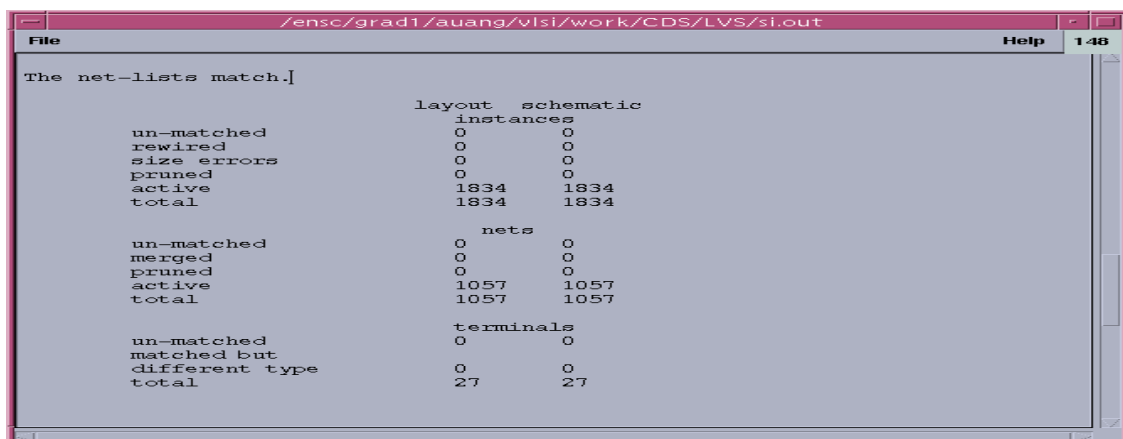 /ensc/grad1/auang/vlsi/work/CDS/LVS/si.out
File Help 148
The net-lists match.
layout schematic
instances
un-matched 0 0
rewired 0 0
size errors 0 0
pruned 0 0
active 1834 1834
total 1834 1834
nets
un-matched 0 0
merged 0 0
pruned 0 0
active 1057 1057
total 1057 1057
terminals
un-matched 0 0
matched but
different type 0 0
total 27 27